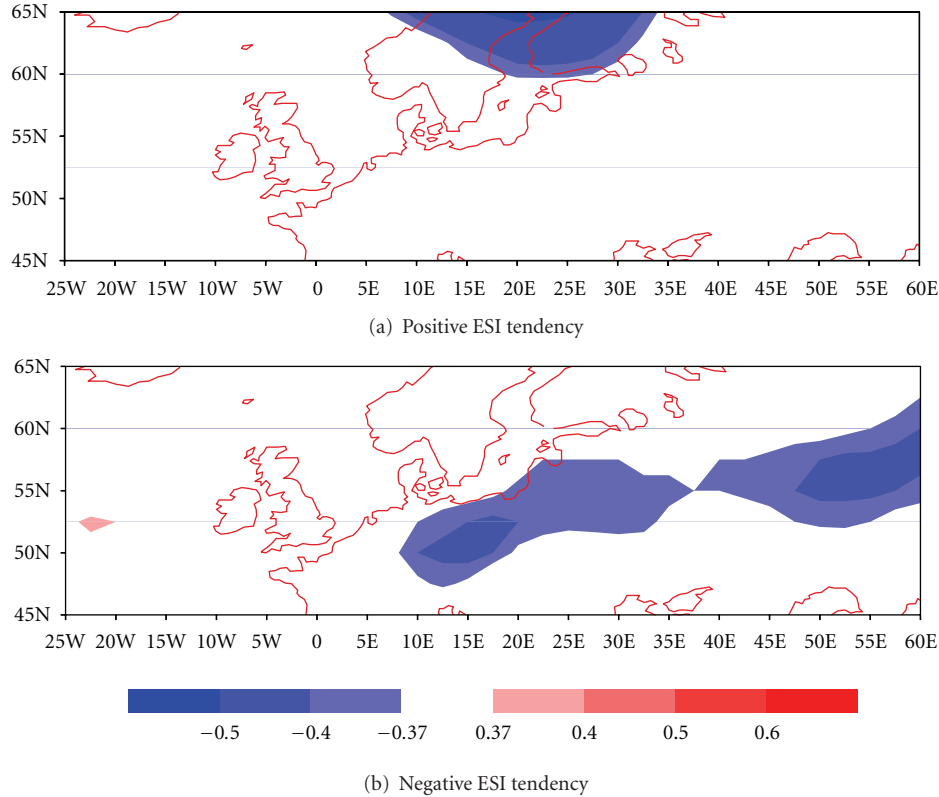 65N
60N
55N
50N
45N
25W 20W 15W 10W 5W 0 5E 10E 15E 20E 25E 30E 35E 40E 45E 50E 55E 60E
(a) Positive ESI tendency
65N
60N
55N
50N
45N
25W 20W 15W 10W 5W 0 5E 10E 15E 20E 25E 30E 35E 40E 45E 50E 55E 60E
−0.5 −0.4 −0.37 0.37 0.4 0.5 0.6
(b) Negative ESI tendency